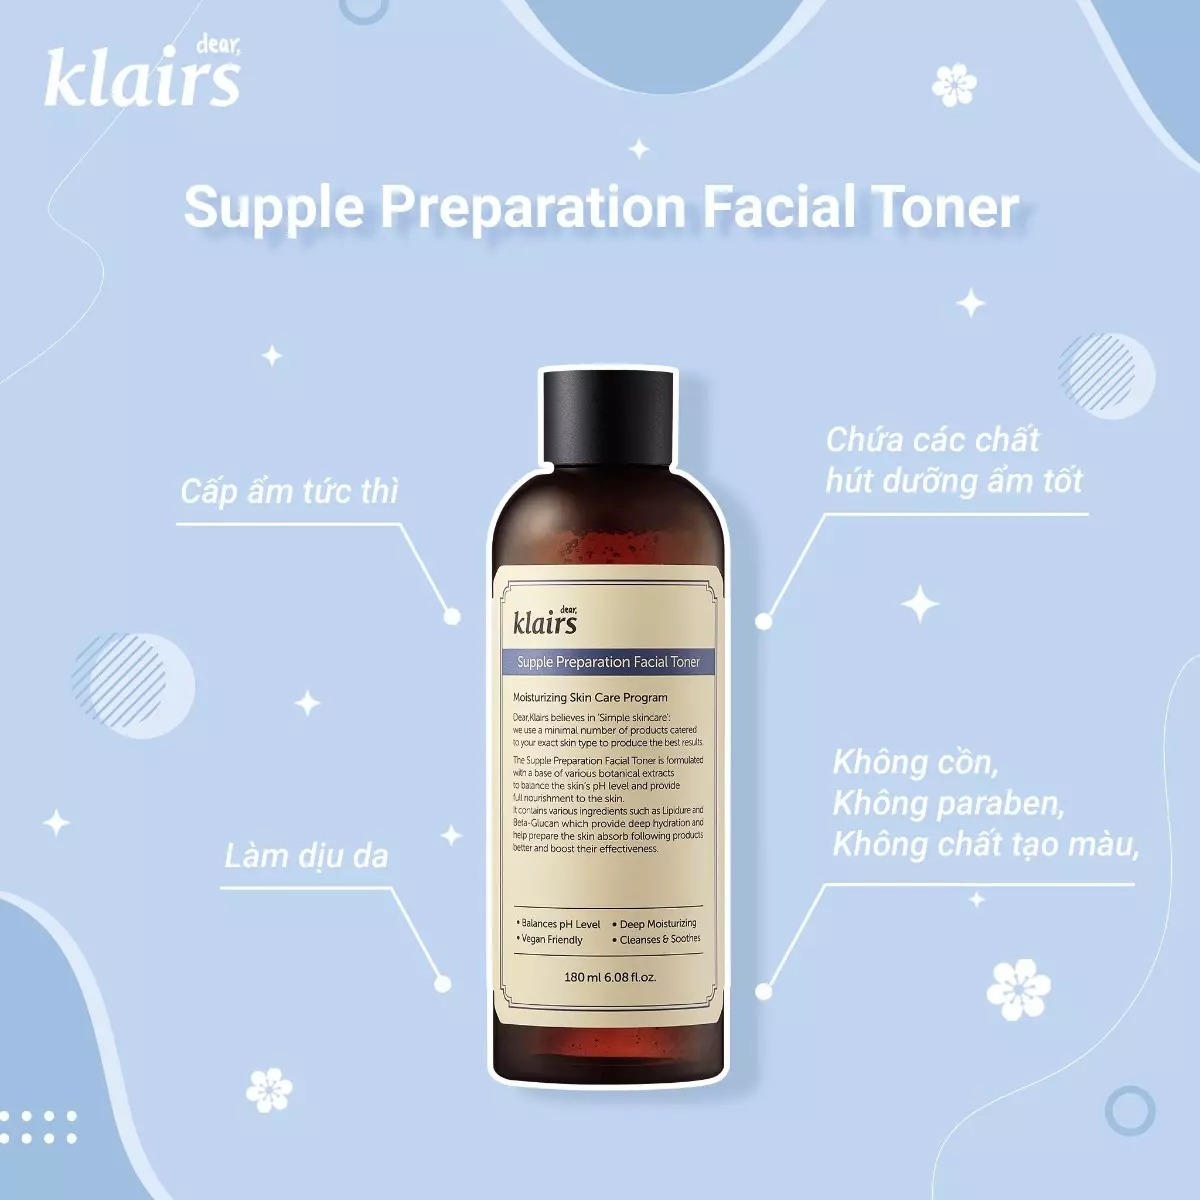 dear,
klairs
Supple Preparation Facial Toner
Cấp ẩm tức thì
Chứa các chất
hút dưỡng ẩm tốt
Làm dịu da
Không cồn,
Không paraben,
Không chất tạo màu,
dear,
klairs
Supple Preparation Facial Toner
Moisturizing Skin Care Program
Dear,Klairs believes in 'Simple skincare':
we use a minimal number of products catered
to your exact skin type to produce the best results.
The Supple Preparation Facial Toner is formulated
with a base of various botanical extracts
to balance the skin's pH level and provide
full nourishment to the skin.
It contains various ingredients such as Lipidure and
Beta-Glucan which provide deep hydration and
help prepare the skin absorb following products
better and boost their effectiveness.
• Balances pH Level • Deep Moisturizing
• Vegan Friendly • Cleanses & Soothes
180 ml 6.08 fl.oz.